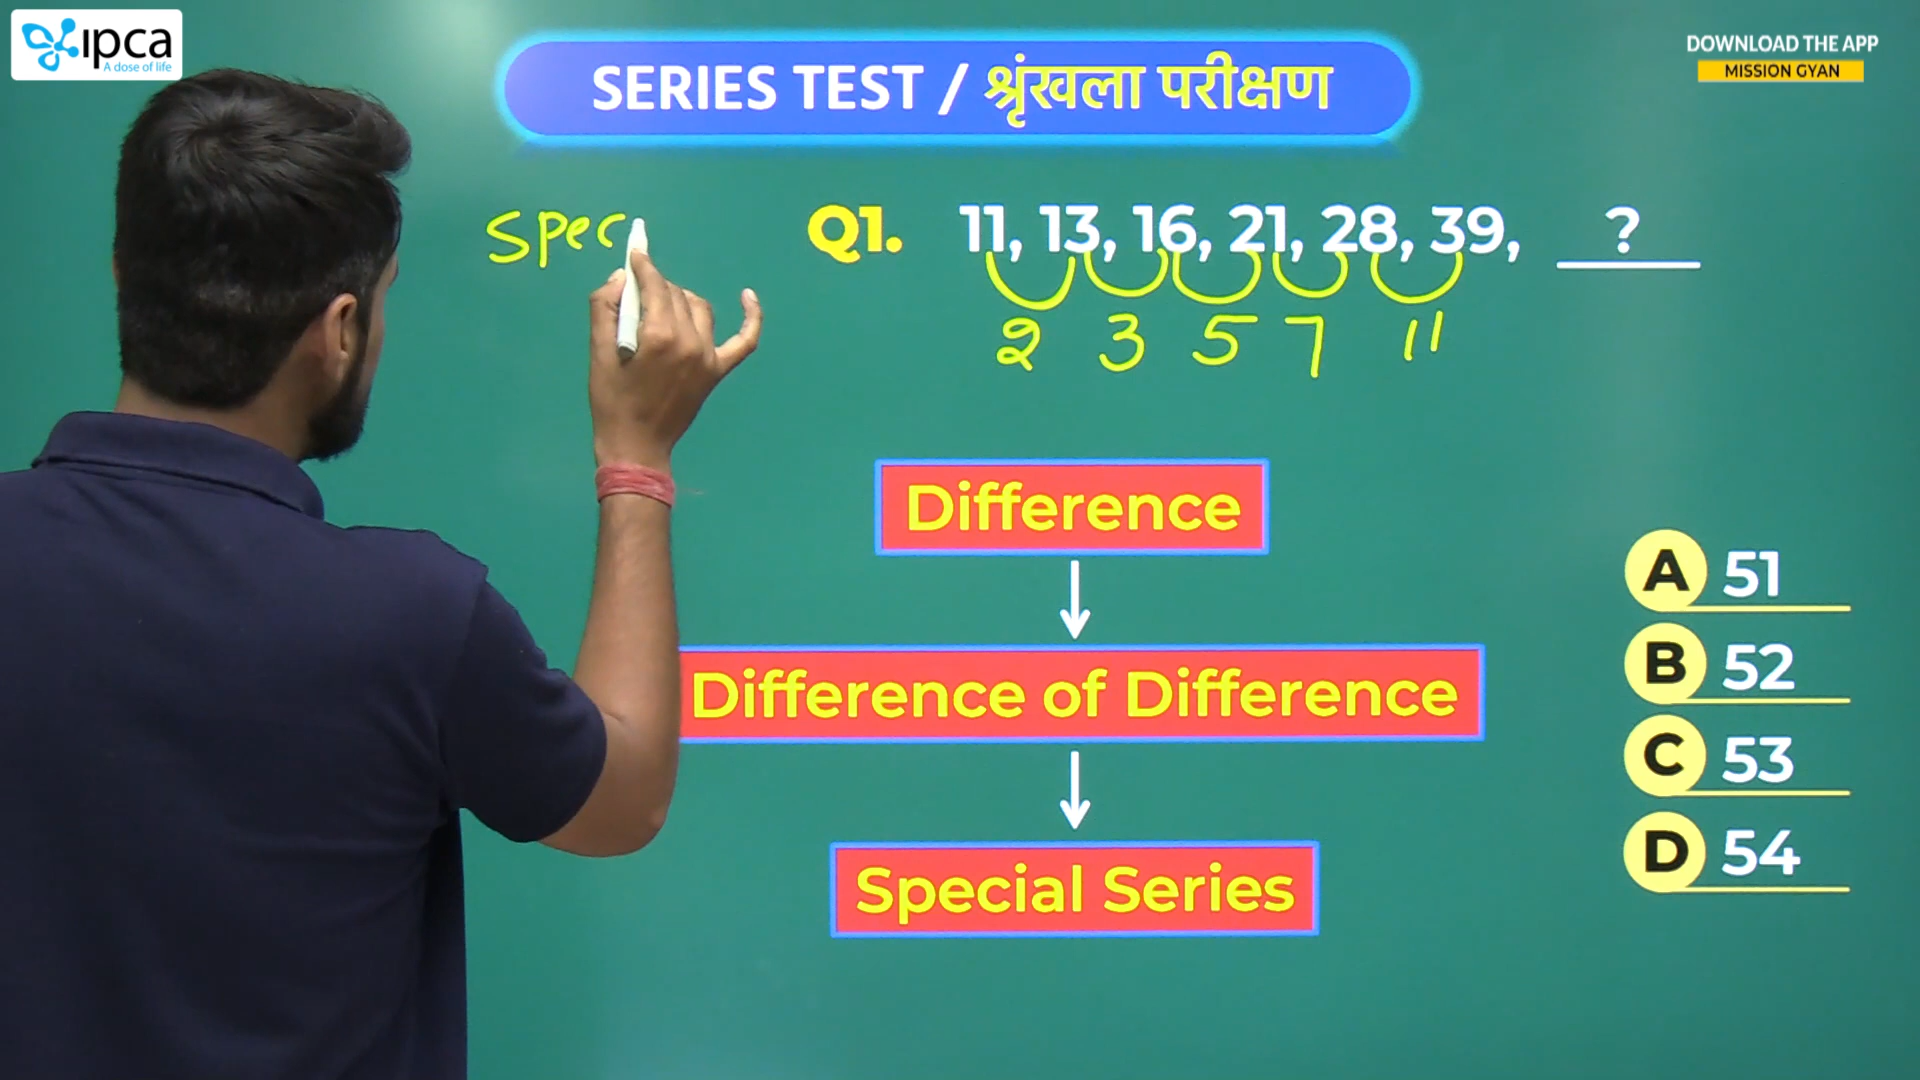 ipca
A dose of life
SERIES TEST / श्रृंखला परीक्षण
DOWNLOAD THE APP
MISSION GYAN
Spec
Q1. 11, 13, 16, 21, 28, 39, ?
2 3 5 7 11
Difference
Difference of Difference
Special Series
A 51
B 52
C 53
D 54